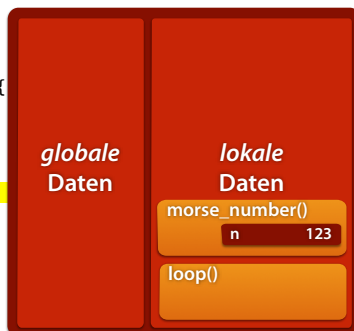 {
globale
Daten
lokale
Daten
morse_number()
n 123
loop()